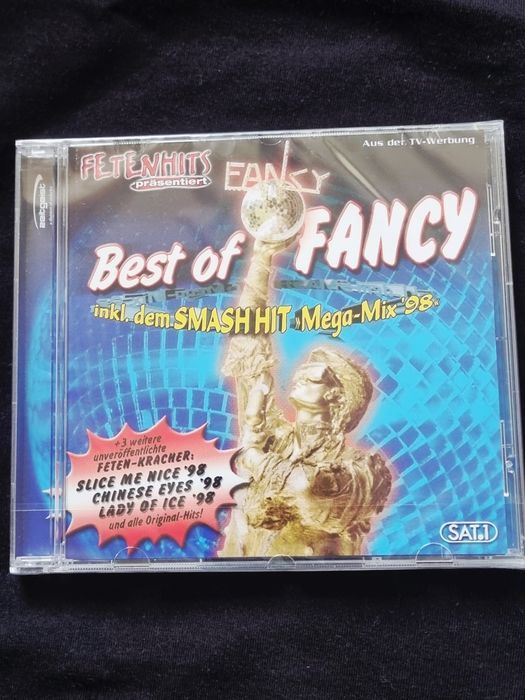 zeitgeist
FETENHITS
präsentiert
Aus der TV-Werbung
FANCY
Best of FANCY
inkl. dem SMASH HIT »Mega-Mix '98«
+3 weitere
unveröffentlichte
FETEN-KRACHER:
SLICE ME NICE '98
CHINESE EYES '98
LADY OF ICE '98
und alle Original-Hits!
SAT.1